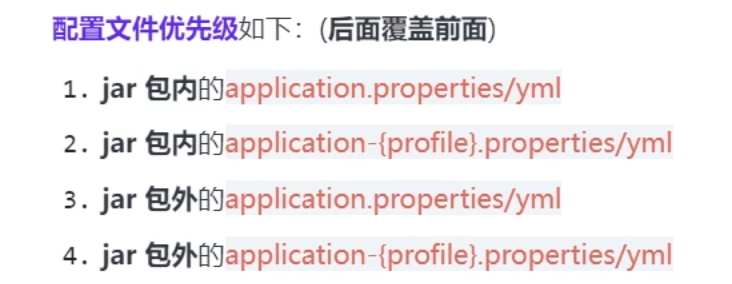 配置文件优先级如下：(后面覆盖前面)
1. jar 包内的application.properties/yml
2. jar 包内的application-{profile}.properties/yml
3. jar 包外的application.properties/yml
4. jar 包外的application-{profile}.properties/yml